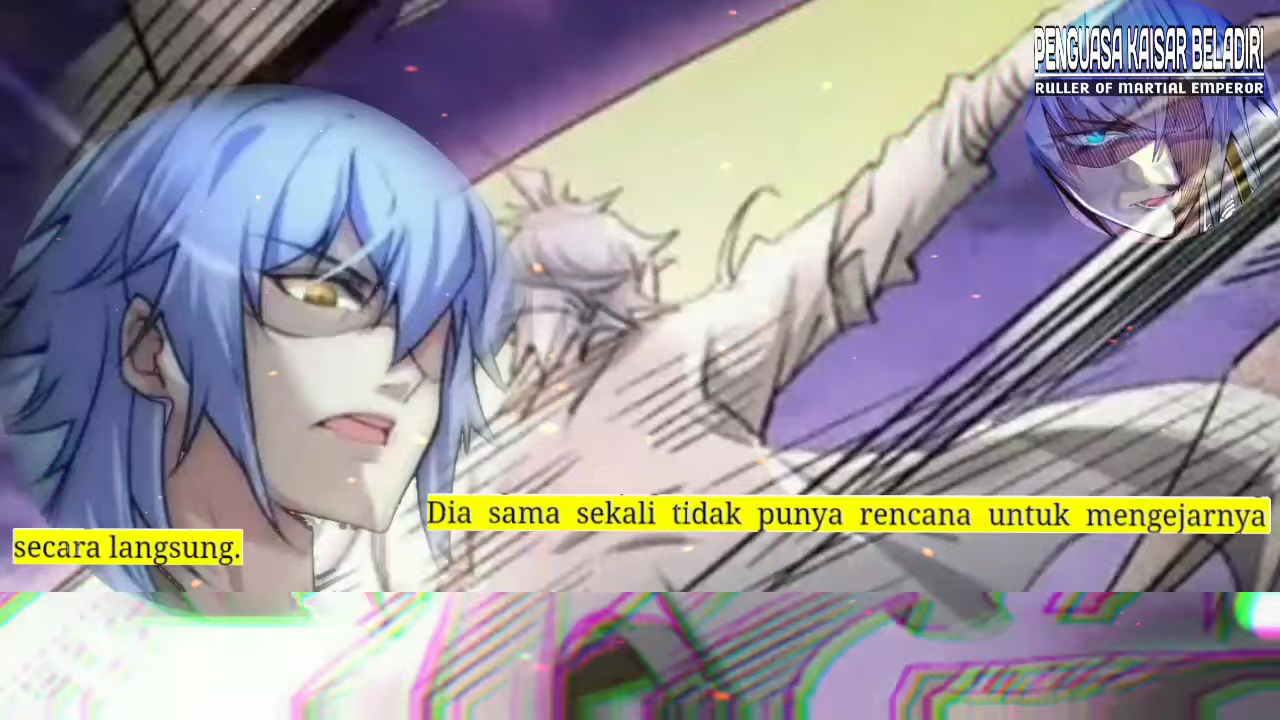 PENGUASA KAISAR BELADIRI
RULLER OF MARTIAL EMPEROR
Dia sama sekali tidak punya rencana untuk mengejarnya
secara langsung.